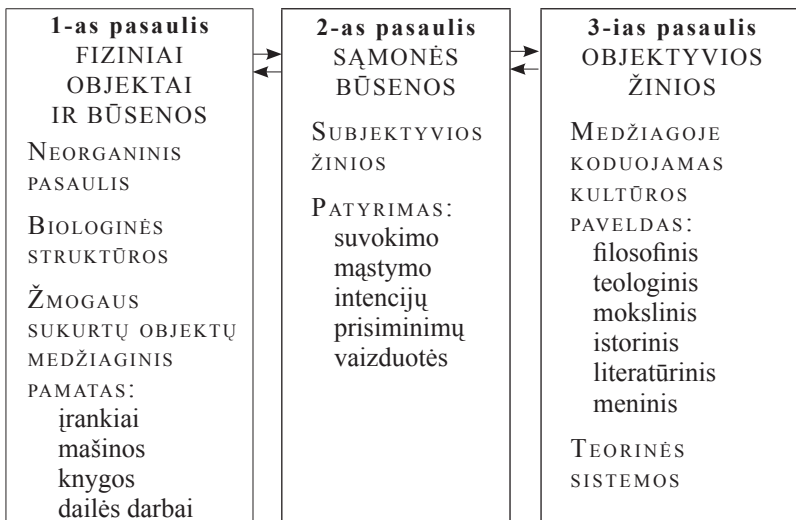 1-as pasaulis
FIZINIAI
OBJEKTAI
IR BŪSENOS
NEORGANINIS
PASAULIS
BIOLOGINĖS
STRUKTŪROS
ŽMOGAUS
SUKURTŲ OBJEKTŲ
MEDŽIAGINIS
PAMATAS:
įrankiai
mašinos
knygos
dailės darbai
2-as pasaulis
SĄMONĖS
BŪSENOS
SUBJEKTYVIOS
ŽINIOS
PATYRIMAS:
suvokimo
mąstymo
intencijų
prisiminimų
vaizduotės
3-ias pasaulis
OBJEKTYVIOS
ŽINIOS
MEDŽIAGOJE
KODUOJAMAS
KULTŪROS
PAVELDAS:
filosofinis
teologinis
mokslinis
istorinis
literatūrinis
meninis
TEORINĖS
SISTEMOS